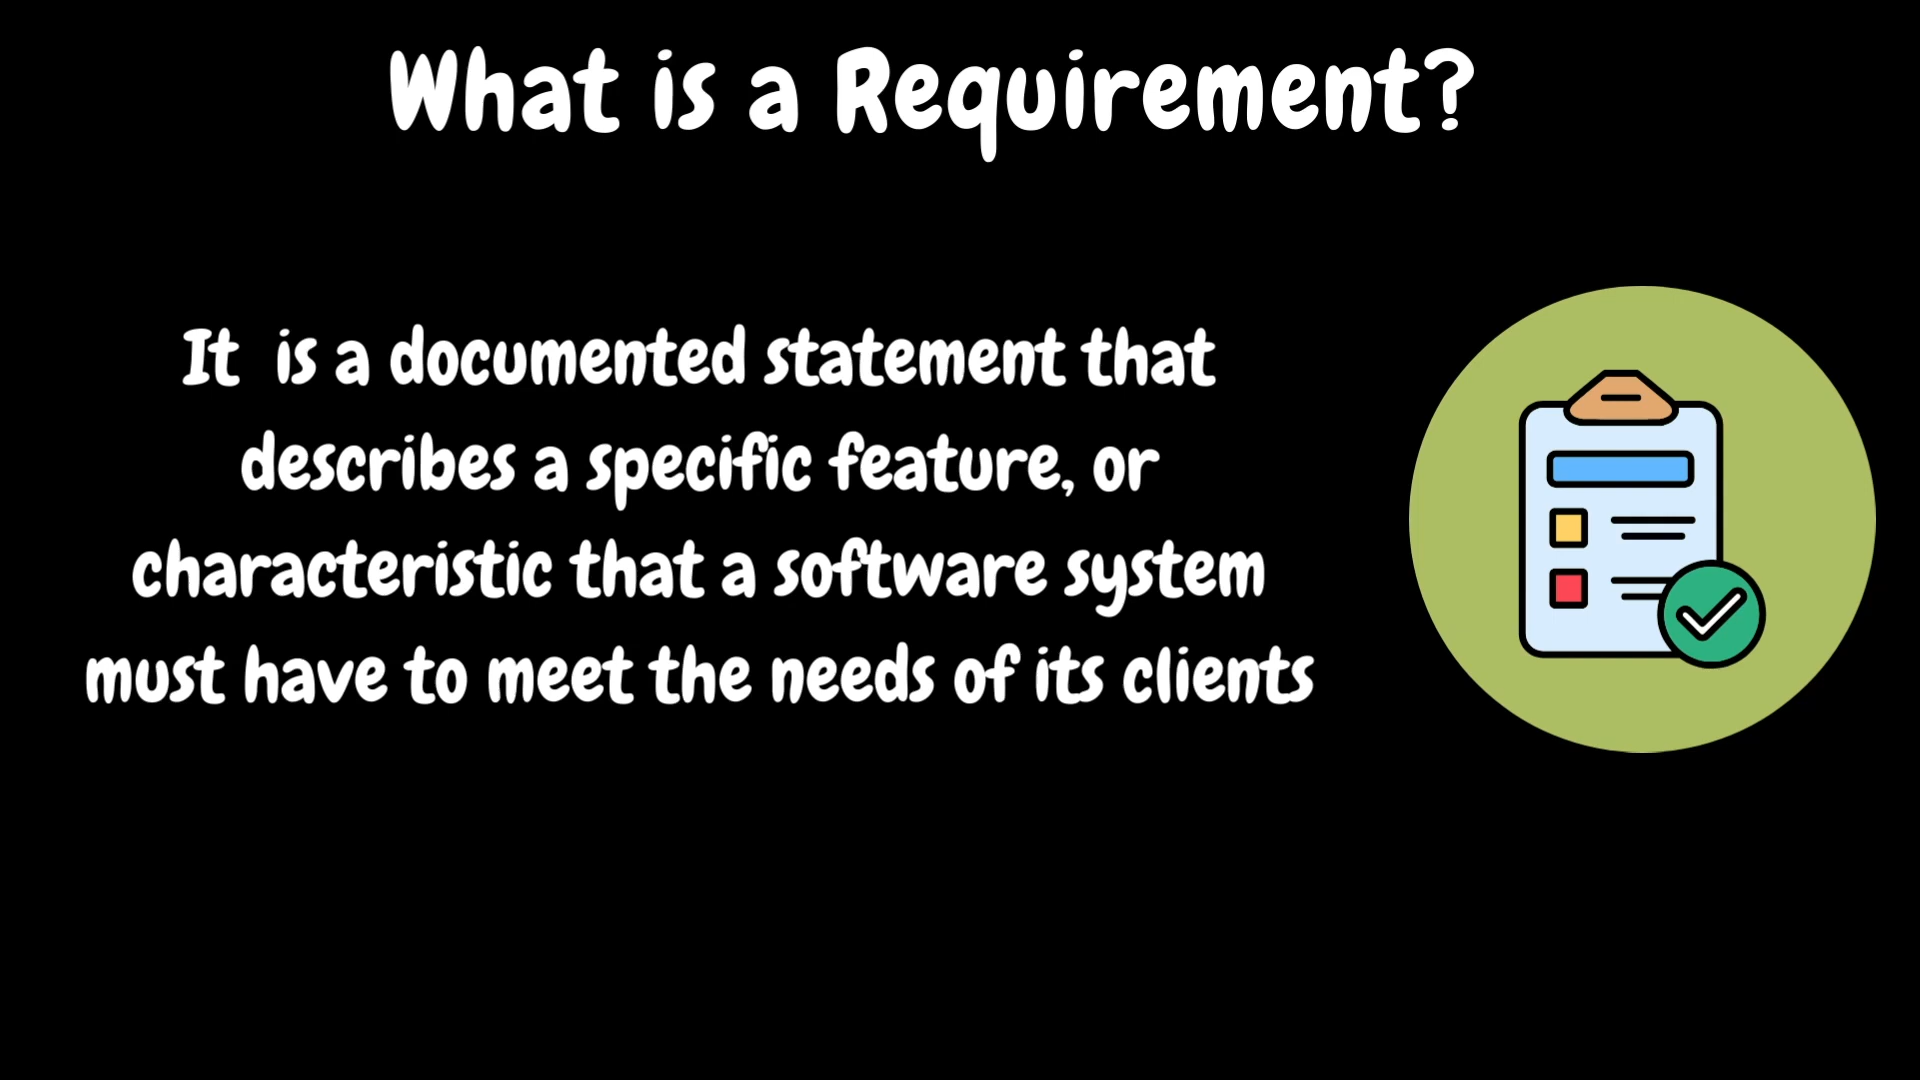 What is a Requirement?
It is a documented statement that
describes a specific feature, or
characteristic that a software system
must have to meet the needs of its clients